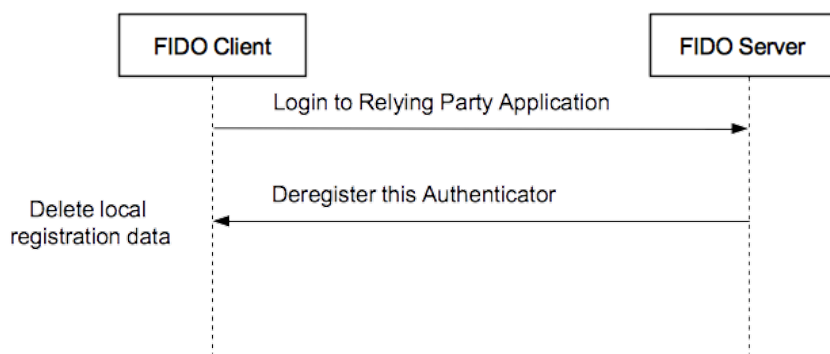 FIDO Client
FIDO Server
Login to Relying Party Application
Deregister this Authenticator
Delete local
registration data